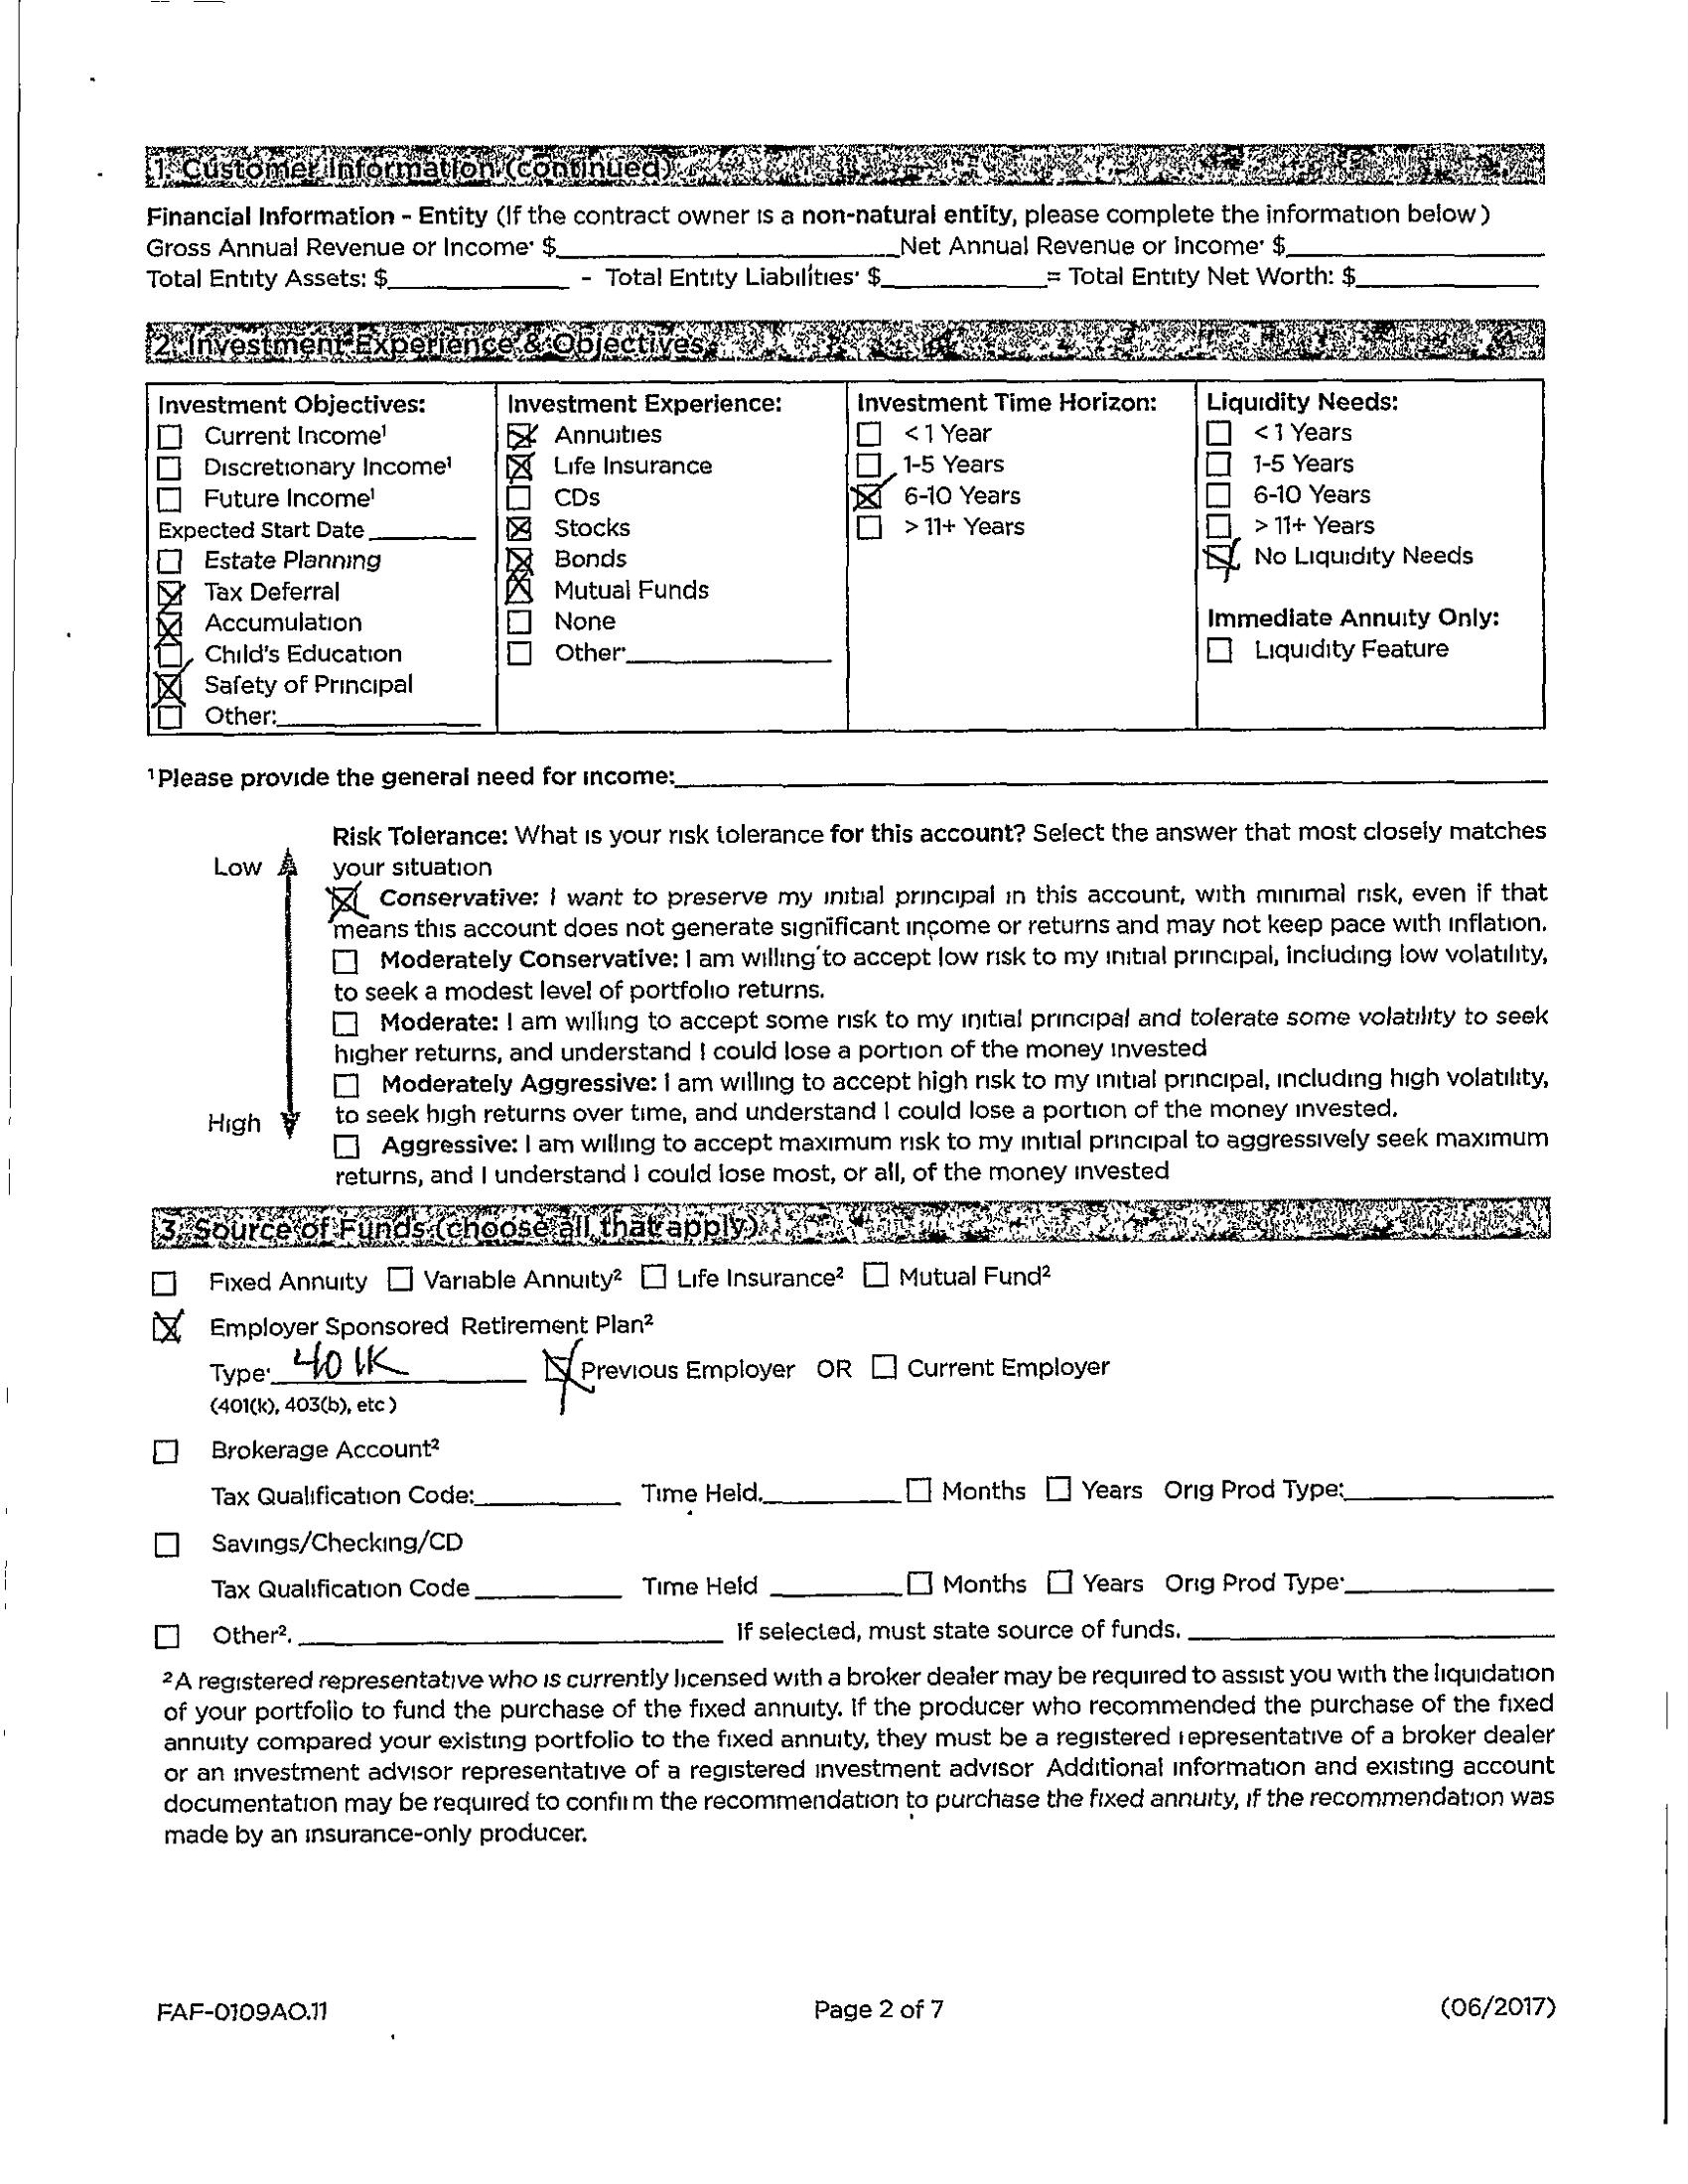 1. Customer Information (continued)
Financial Information - Entity (If the contract owner is a non-natural entity, please complete the information below)
Gross Annual Revenue or Income: $ Net Annual Revenue or Income: $
Total Entity Assets: $ - Total Entity Liabilities: $ = Total Entity Net Worth: $
2. Investment Experience & Objectives
Investment Objectives: Investment Experience: Investment Time Horizon: Liquidity Needs:
☐ Current Income¹ ☒ Annuities ☐ < 1 Year ☐ < 1 Years
☐ Discretionary Income¹ ☒ Life Insurance ☐ 1-5 Years ☐ 1-5 Years
☐ Future Income¹ ☐ CDs ☒ 6-10 Years ☐ 6-10 Years
Expected Start Date ☒ Stocks ☐ > 11+ Years ☐ > 11+ Years
☐ Estate Planning ☒ Bonds ☒ No Liquidity Needs
☒ Tax Deferral ☒ Mutual Funds
☒ Accumulation ☐ None Immediate Annuity Only:
☐ Child's Education ☐ Other: ☐ Liquidity Feature
☒ Safety of Principal
☐ Other:
¹Please provide the general need for income:
Risk Tolerance: What is your risk tolerance for this account? Select the answer that most closely matches
Low your situation
☒ Conservative: I want to preserve my initial principal in this account, with minimal risk, even if that
means this account does not generate significant income or returns and may not keep pace with inflation.
☐ Moderately Conservative: I am willing to accept low risk to my initial principal, including low volatility,
to seek a modest level of portfolio returns.
☐ Moderate: I am willing to accept some risk to my initial principal and tolerate some volatility to seek
higher returns, and understand I could lose a portion of the money invested
☐ Moderately Aggressive: I am willing to accept high risk to my initial principal, including high volatility,
High to seek high returns over time, and understand I could lose a portion of the money invested.
☐ Aggressive: I am willing to accept maximum risk to my initial principal to aggressively seek maximum
returns, and I understand I could lose most, or all, of the money invested
3. Source of Funds (choose all that apply)
☐ Fixed Annuity ☐ Variable Annuity² ☐ Life Insurance² ☐ Mutual Fund²
☒ Employer Sponsored Retirement Plan²
Type: 401K ☒ Previous Employer OR ☐ Current Employer
(401(k), 403(b), etc)
☐ Brokerage Account²
Tax Qualification Code: Time Held. ☐ Months ☐ Years Orig Prod Type:
☐ Savings/Checking/CD
Tax Qualification Code Time Held ☐ Months ☐ Years Orig Prod Type:
☐ Other². If selected, must state source of funds.
²A registered representative who is currently licensed with a broker dealer may be required to assist you with the liquidation
of your portfolio to fund the purchase of the fixed annuity. If the producer who recommended the purchase of the fixed
annuity compared your existing portfolio to the fixed annuity, they must be a registered representative of a broker dealer
or an investment advisor representative of a registered investment advisor Additional information and existing account
documentation may be required to confirm the recommendation to purchase the fixed annuity, if the recommendation was
made by an insurance-only producer.
FAF-0109AO.11 Page 2 of 7 (06/2017)